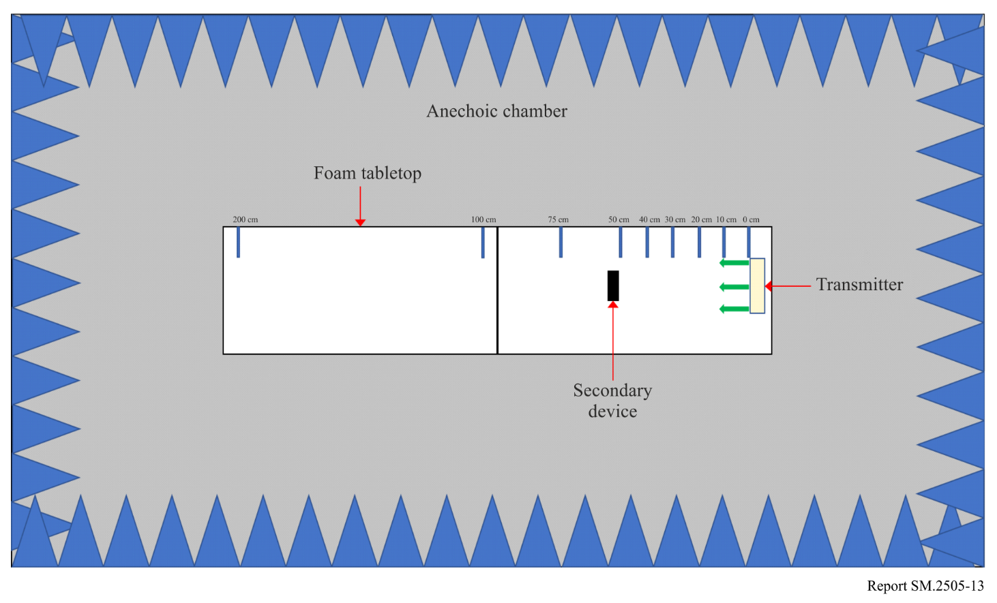 Anechoic chamber
Foam tabletop
200 cm 100 cm 75 cm 50 cm 40 cm 30 cm 20 cm 10 cm 0 cm
Transmitter
Secondary
device
Report SM.2505-13